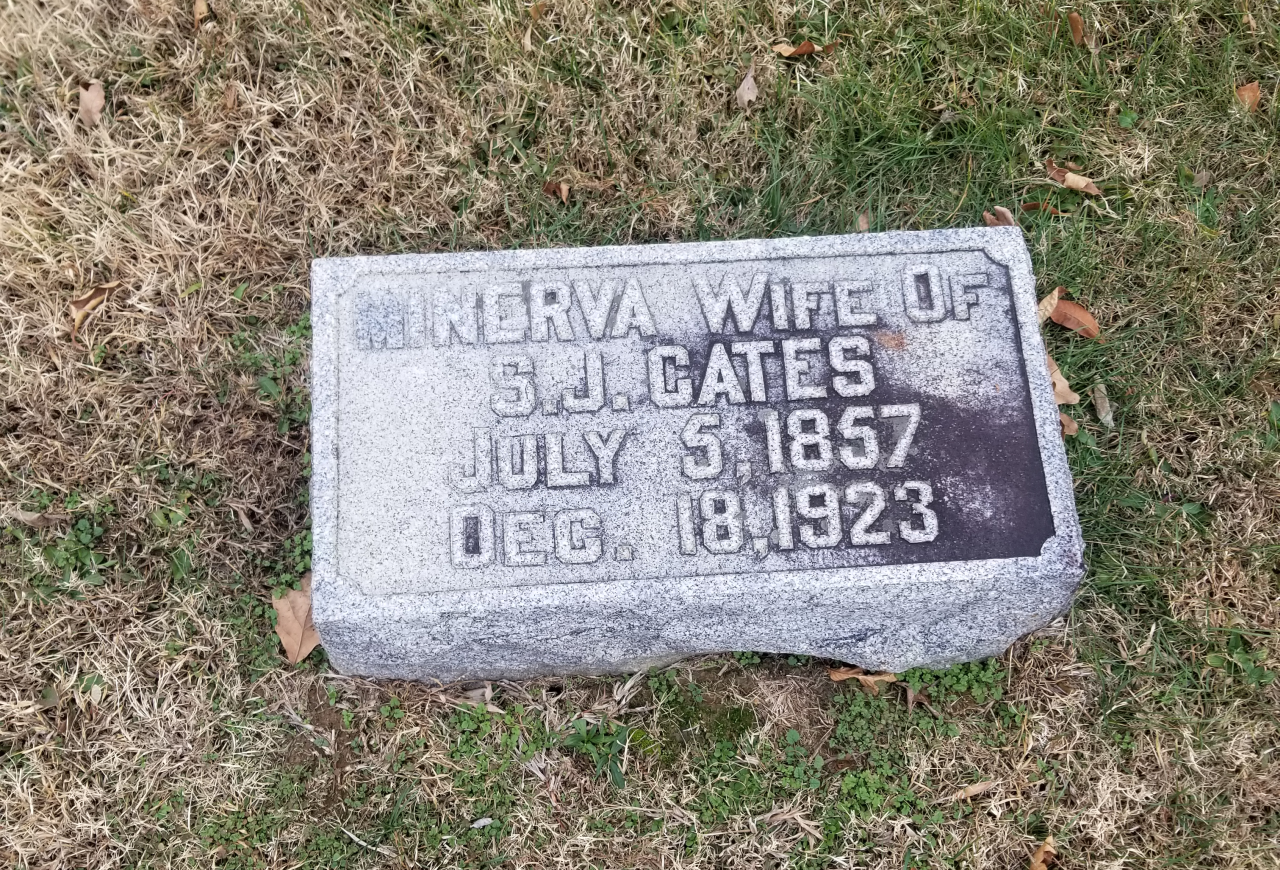 MINERVA WIFE OF
S.J. CATES
JULY 5, 1857
DEC. 18, 1923